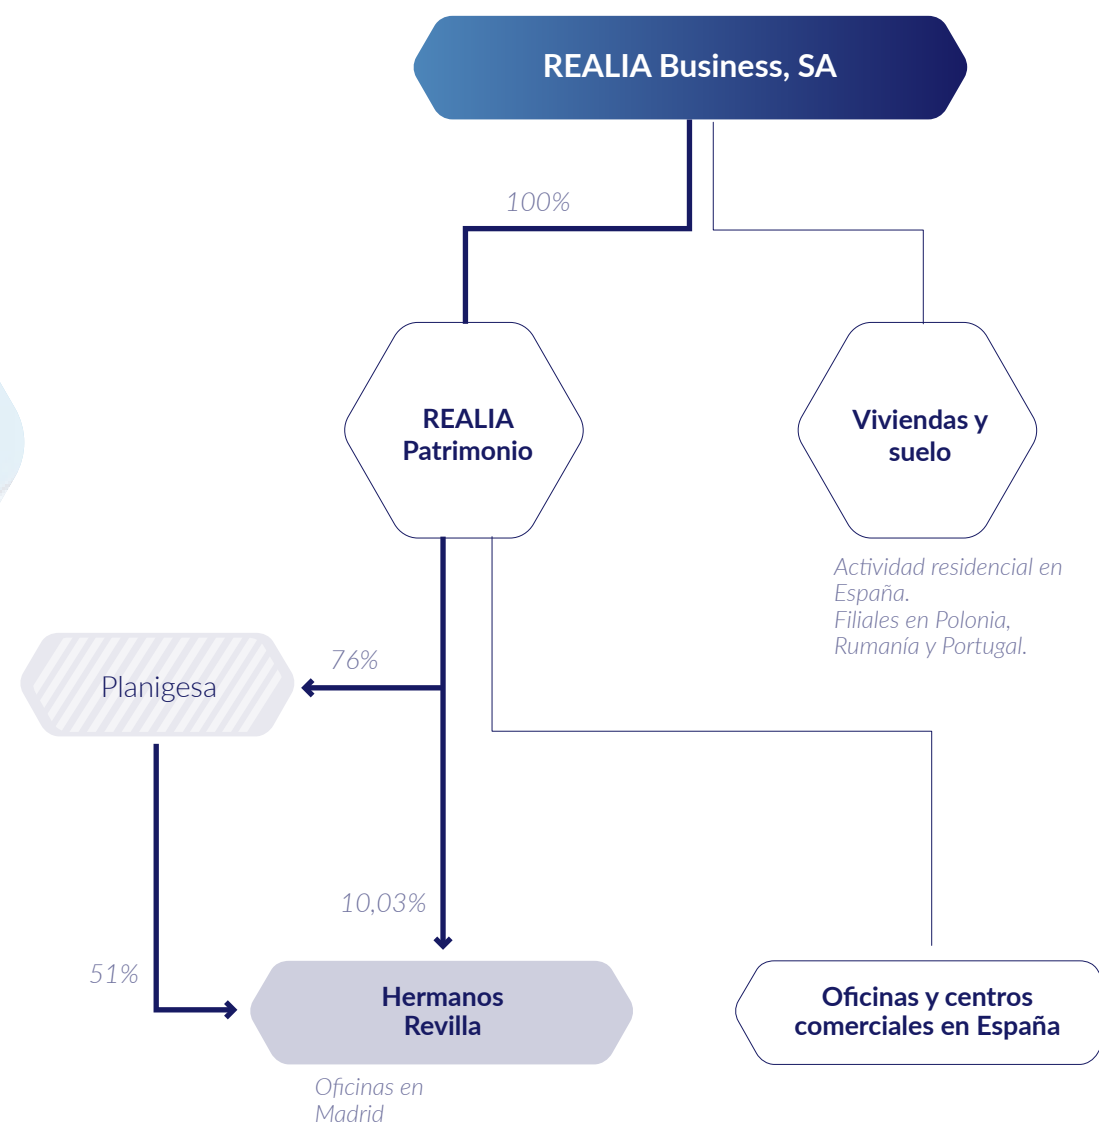 REALIA Business, SA
100%
REALIA
Patrimonio
Viviendas y
suelo
Actividad residencial en
España.
Filiales en Polonia,
Rumanía y Portugal.
76%
Planigesa
10,03%
51%
Hermanos
Revilla
Oficinas y centros
comerciales en España
Oficinas en
Madrid